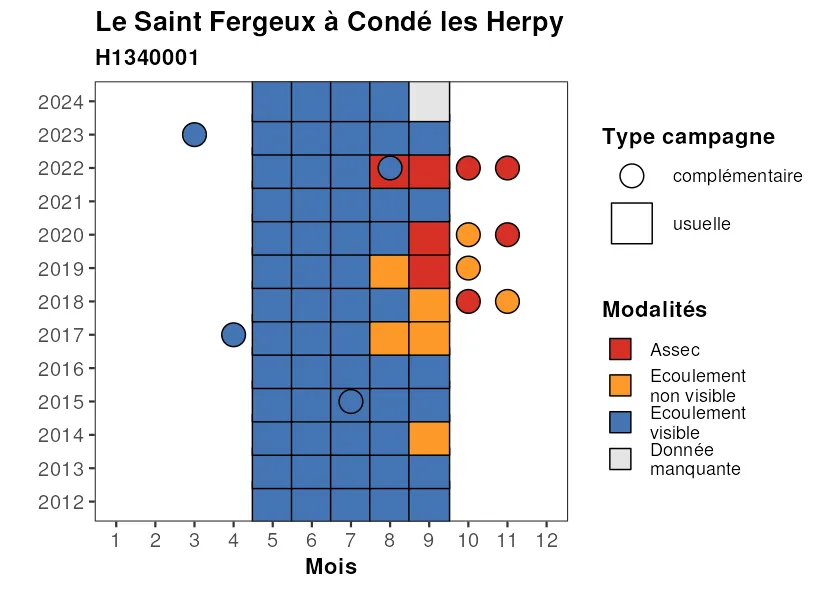 Le Saint Fergeux à Condé les Herpy
H1340001
2024
2023
2022
2021
2020
2019
2018
2017
2016
2015
2014
2013
2012
1 2 3 4 5 6 7 8 9 10 11 12
Mois
Type campagne
complémentaire
usuelle
Modalités
Assec
Ecoulement
non visible
Ecoulement
visible
Donnée
manquante